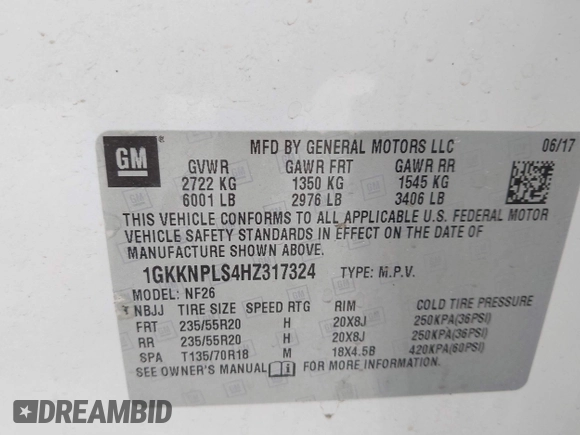 GM
MFD BY GENERAL MOTORS LLC 06/17
GVWR GAWR FRT GAWR RR
2722 KG 1350 KG 1545 KG
6001 LB 2976 LB 3406 LB
THIS VEHICLE CONFORMS TO ALL APPLICABLE U.S. FEDERAL MOTOR
VEHICLE SAFETY STANDARDS IN EFFECT ON THE DATE OF
MANUFACTURE SHOWN ABOVE.
1GKKNPLS4HZ317324 TYPE: M.P.V.
MODEL: NF26
NBJJ TIRE SIZE SPEED RTG RIM COLD TIRE PRESSURE
FRT 235/55R20 H 20X8J 250KPA(36PSI)
RR 235/55R20 H 20X8J 250KPA(36PSI)
SPA T135/70R18 M 18X4.5B 420KPA(60PSI)
SEE OWNER'S MANUAL FOR MORE INFORMATION.
DREAMBID